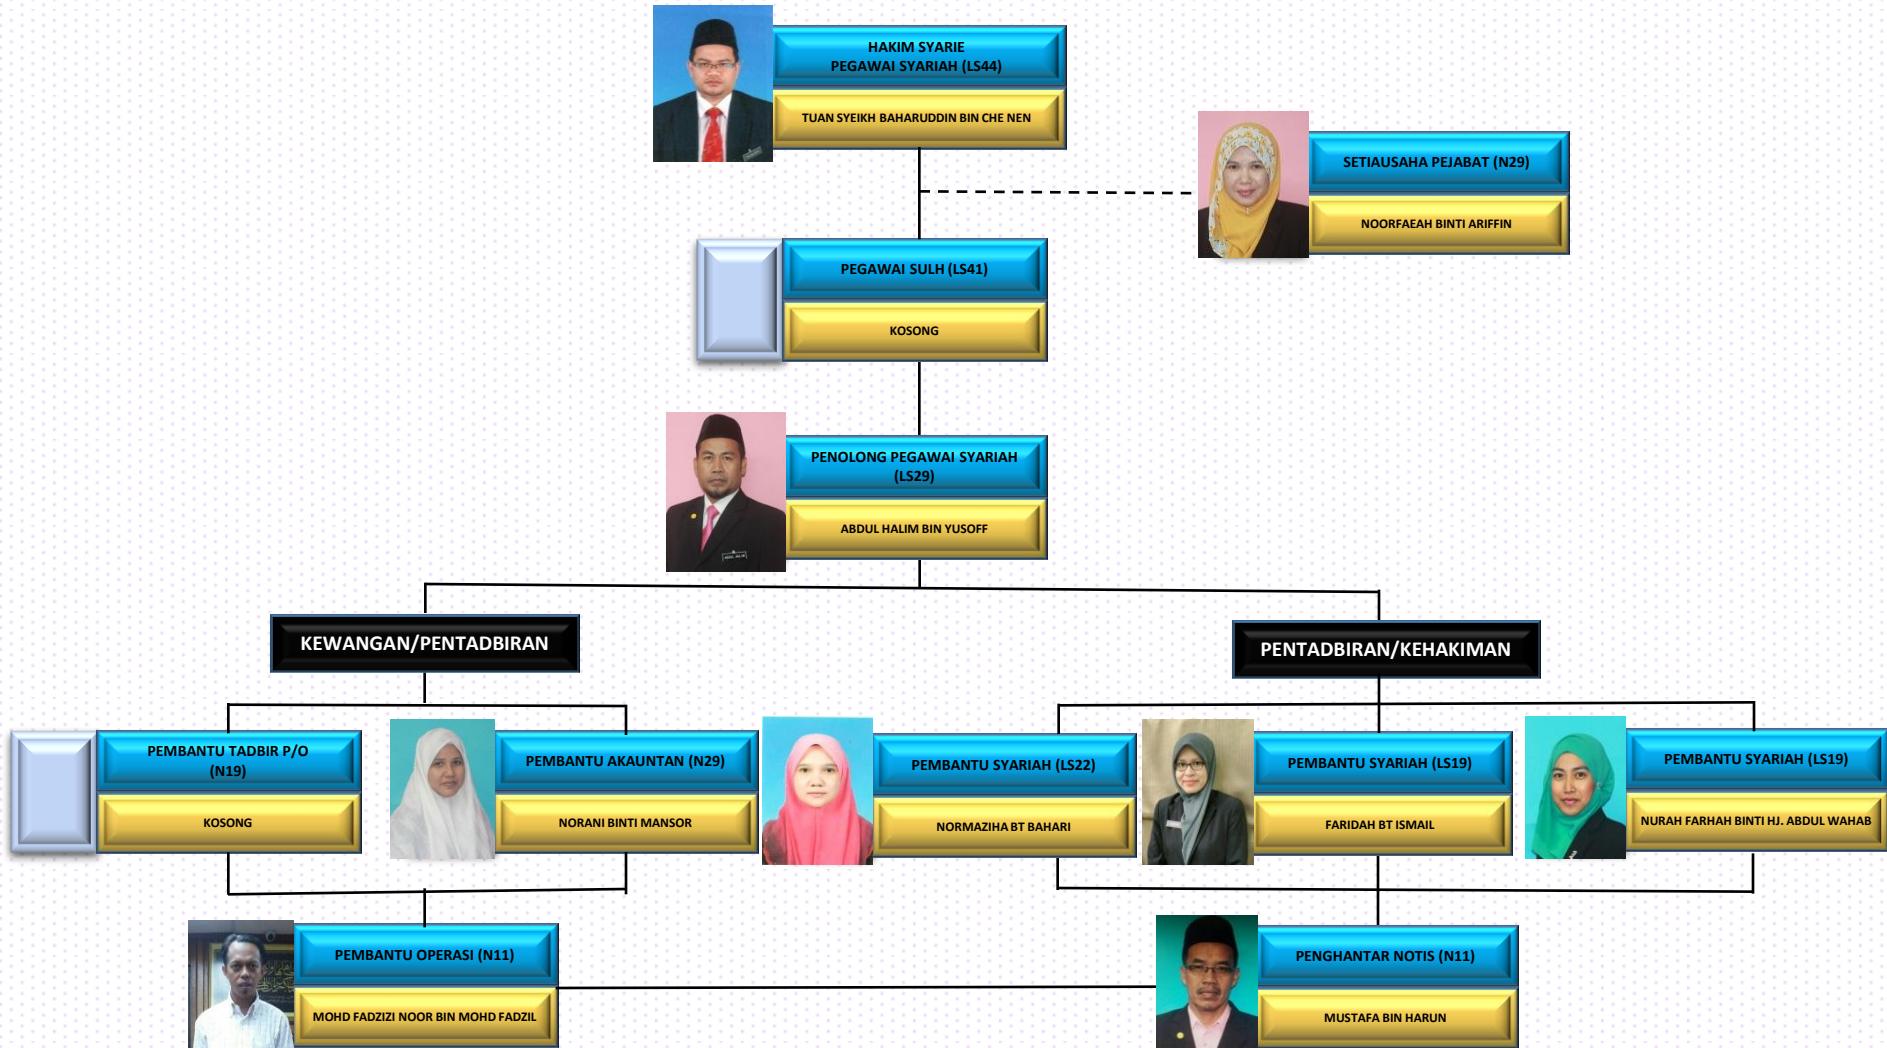 HAKIM SYARIE
PEGAWAI SYARIAH (LS44)
TUAN SYEIKH BAHARUDDIN BIN CHE NEN
SETIAUSAHA PEJABAT (N29)
NOORFAEAH BINTI ARIFFIN
PEGAWAI SULH (LS41)
KOSONG
PENOLONG PEGAWAI SYARIAH
(LS29)
ABDUL HALIM BIN YUSOFF
KEWANGAN/PENTADBIRAN
PENTADBIRAN/KEHAKIMAN
PEMBANTU TADBIR P/O
(N19)
KOSONG
PEMBANTU AKAUNTAN (N29)
NORANI BINTI MANSOR
PEMBANTU SYARIAH (LS22)
NORMAZIHA BT BAHARI
PEMBANTU SYARIAH (LS19)
FARIDAH BT ISMAIL
PEMBANTU SYARIAH (LS19)
NURAH FARHAH BINTI HJ. ABDUL WAHAB
PEMBANTU OPERASI (N11)
MOHD FADZIZI NOOR BIN MOHD FADZIL
PENGHANTAR NOTIS (N11)
MUSTAFA BIN HARUN